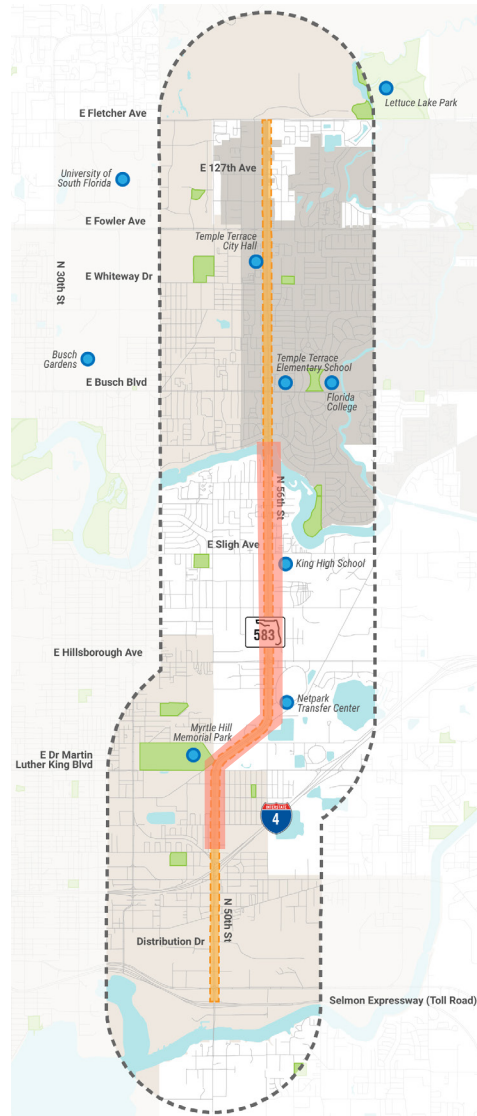 Lettuce Lake Park
E Fletcher Ave
E 127th Ave
University of
South Florida
E Fowler Ave
Temple Terrace
City Hall
N 30th St
E Whiteway Dr
Busch
Gardens
Temple Terrace
Elementary School
E Busch Blvd
Florida
College
N 56th St
E Sligh Ave
King High School
583
E Hillsborough Ave
Netpark
Transfer Center
Myrtle Hill
Memorial Park
E Dr Martin
Luther King Blvd
4
N 50th St
Distribution Dr
Selmon Expressway (Toll Road)